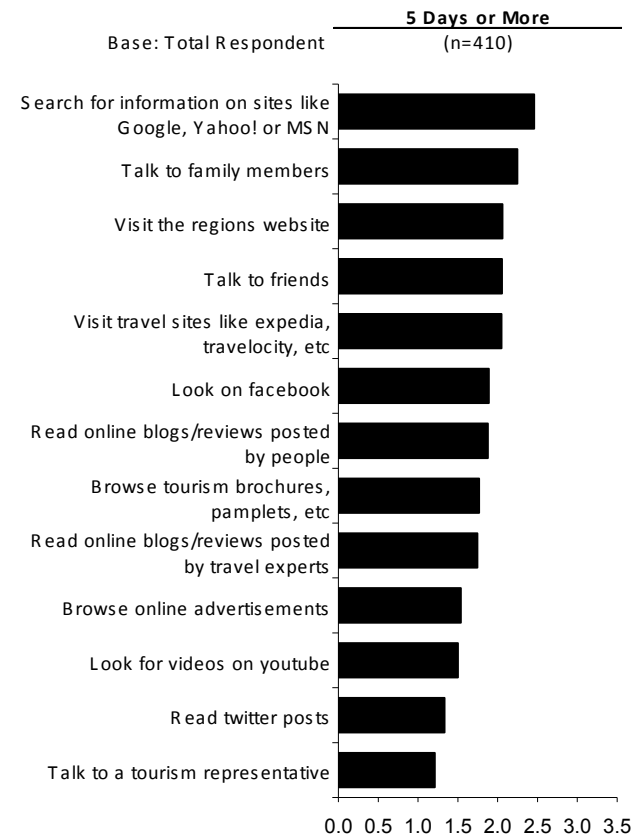 5 Days or More
Base: Total Respondent (n=410)
Search for information on sites like
Google, Yahoo! or MSN
Talk to family members
Visit the regions website
Talk to friends
Visit travel sites like expedia,
travelocity, etc
Look on facebook
Read online blogs/reviews posted
by people
Browse tourism brochures,
pamplets, etc
Read online blogs/reviews posted
by travel experts
Browse online advertisements
Look for videos on youtube
Read twitter posts
Talk to a tourism representative
0.0 0.5 1.0 1.5 2.0 2.5 3.0 3.5